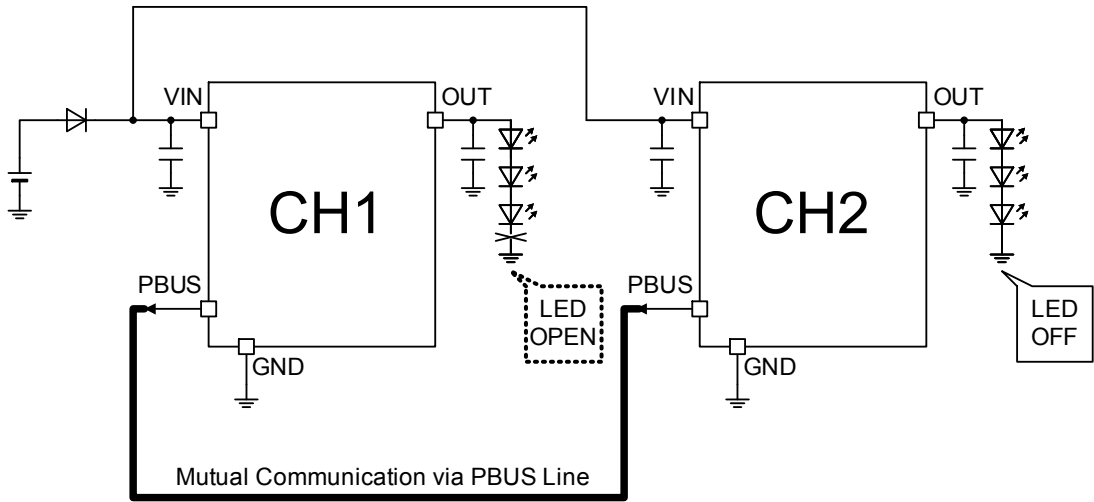 VIN
OUT
VIN
OUT
CH1
CH2
PBUS
LED
OPEN
PBUS
LED
OFF
GND
GND
Mutual Communication via PBUS Line